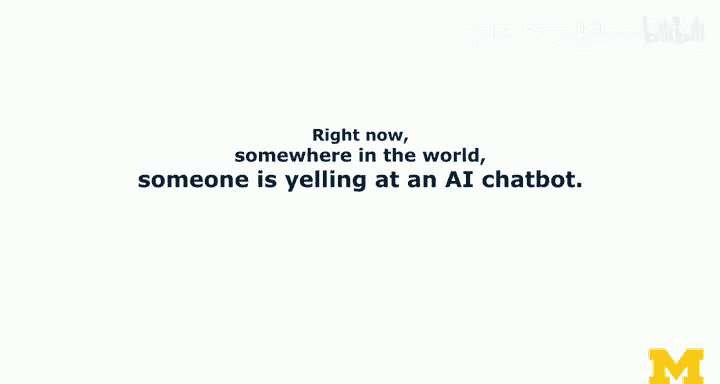 Right now,
somewhere in the world,
someone is yelling at an AI chatbot.
M